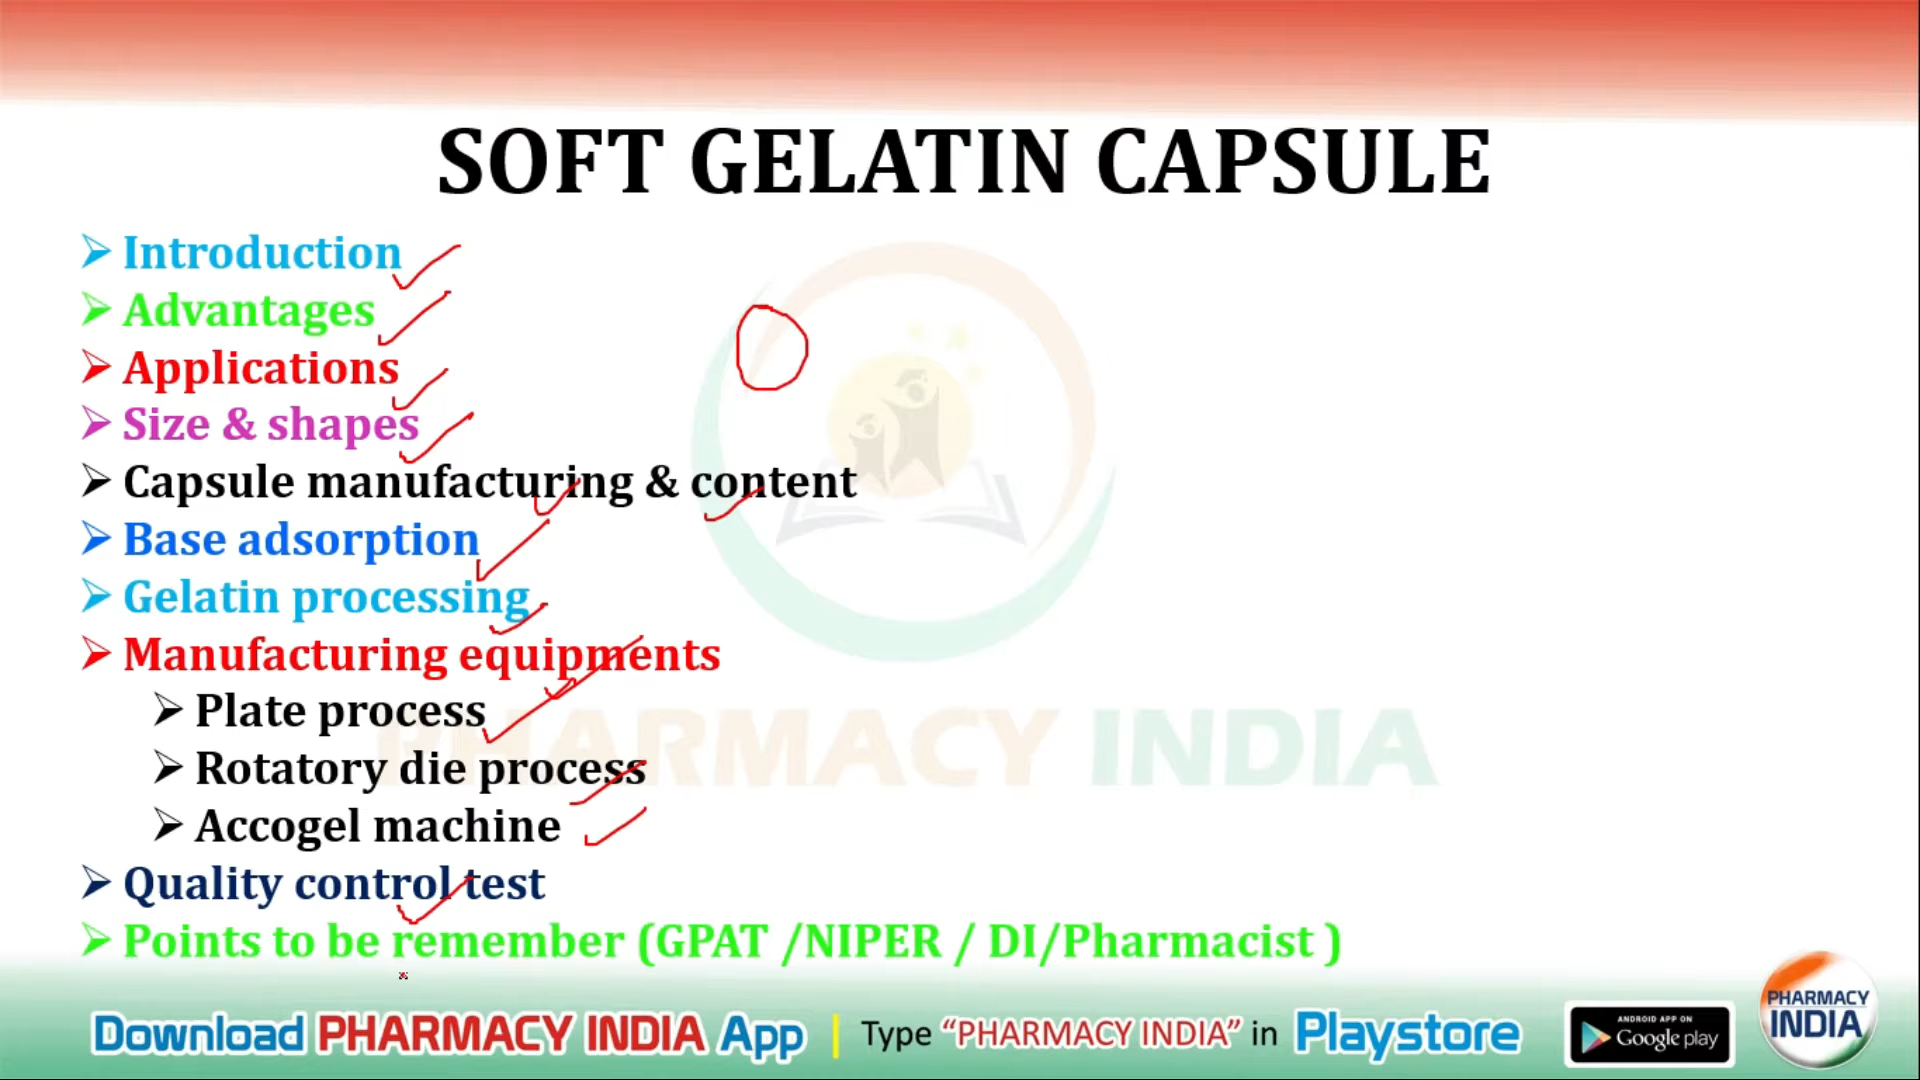 SOFT GELATIN CAPSULE
Introduction
Advantages
Applications
Size & shapes
Capsule manufacturing & content
Base adsorption
Gelatin processing
Manufacturing equipments
Plate process
Rotatory die process
Accogel machine
Quality control test
Points to be remember (GPAT /NIPER / DI/Pharmacist )
PHARMACY INDIA
Download PHARMACY INDIA App | Type “PHARMACY INDIA” in Playstore
ANDROID APP ON
Google play
PHARMACY
INDIA